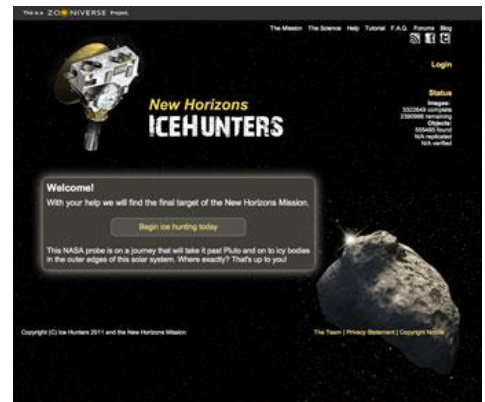 This is a ZOONIVERSE Project.
The Mission The Science Help Tutorial F.A.Q. Forums Blog
Login
Status
Images:
3322649 complete
2390986 remaining
Objects:
555485 found
N/A replicated
N/A verified
New Horizons
ICEHUNTERS
Welcome!
With your help we will find the final target of the New Horizons Mission.
Begin ice hunting today
This NASA probe is on a journey that will take it past Pluto and on to icy bodies
in the outer edges of this solar system. Where exactly? That's up to you!
Copyright (C) Ice Hunters 2011 and the New Horizons Mission
The Team | Privacy Statement | Copyright Notice